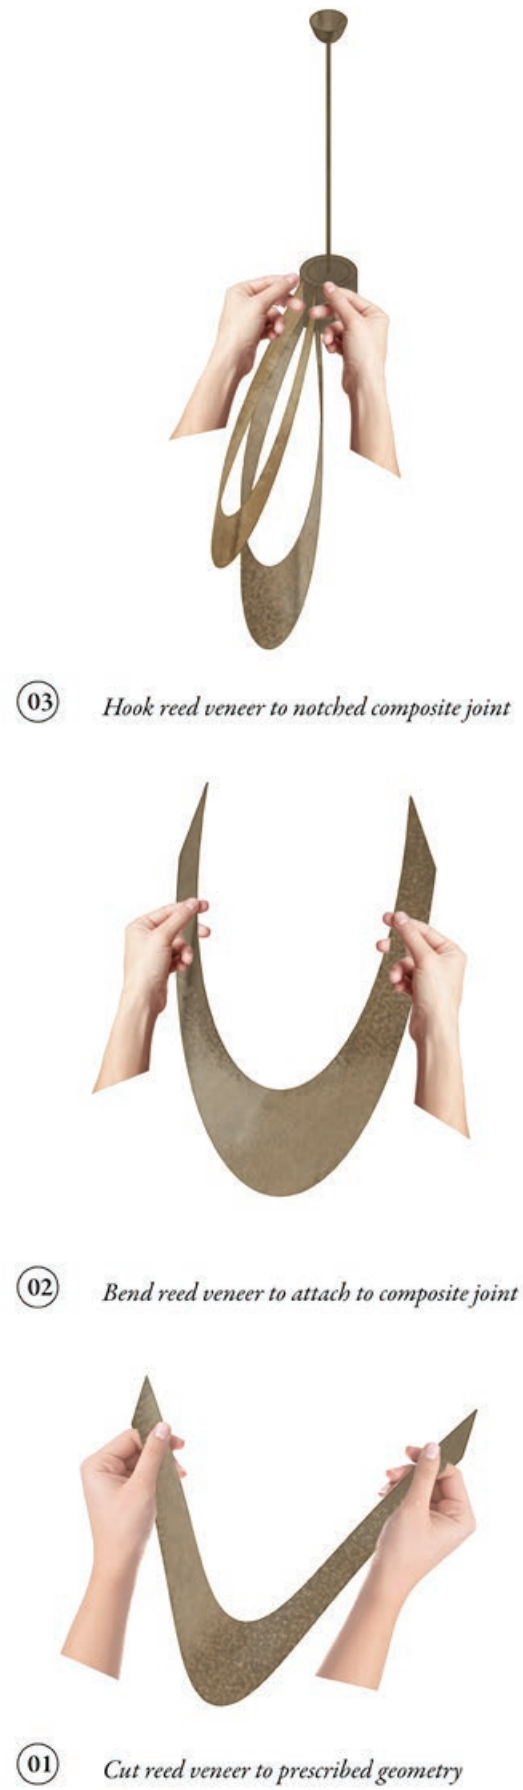 03 Hook reed veneer to notched composite joint
02 Bend reed veneer to attach to composite joint
01 Cut reed veneer to prescribed geometry